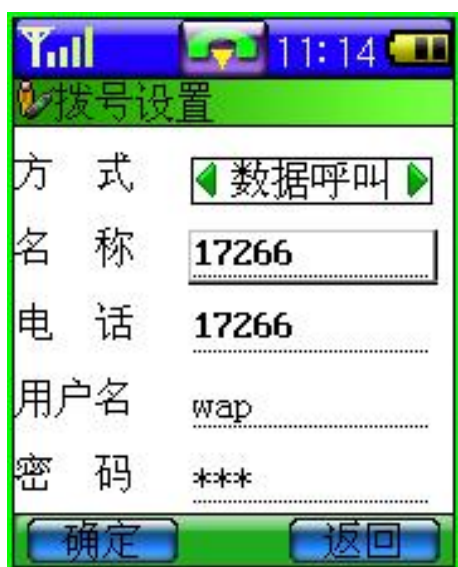 11:14
拨号设置
方 式 数据呼叫
名 称 17266
电 话 17266
用户名 wap
密 码 ***
确定 返回